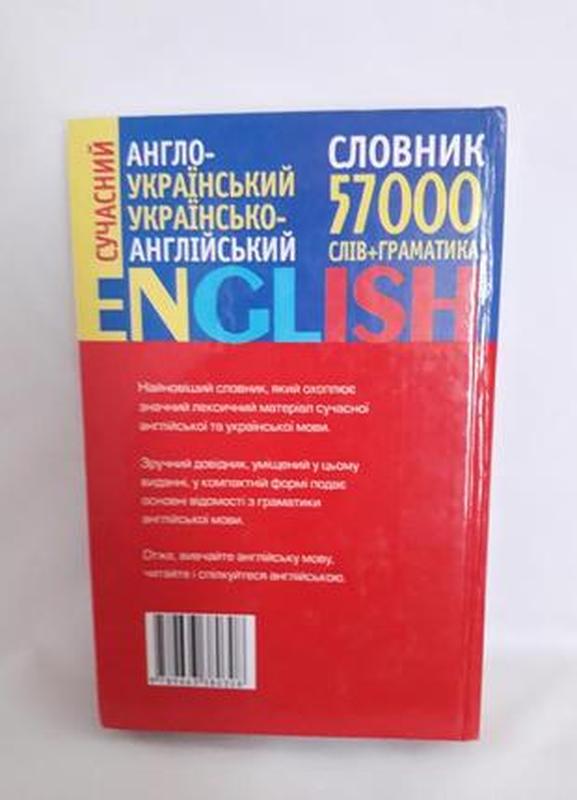 СУЧАСНИЙ
АНГЛО-
УКРАЇНСЬКИЙ
УКРАЇНСЬКО-
АНГЛІЙСЬКИЙ
СЛОВНИК
57000
СЛІВ+ГРАМАТИКА
ENGLISH
Найновіший словник, який охоплює
значний лексичний матеріал сучасної
англійської та української мови.
Зручний довідник, уміщений у цьому
виданні, у компактній формі подає
основні відомості з граматики
англійської мови.
Отже, вивчайте англійську мову,
читайте і спілкуйтеся англійською.